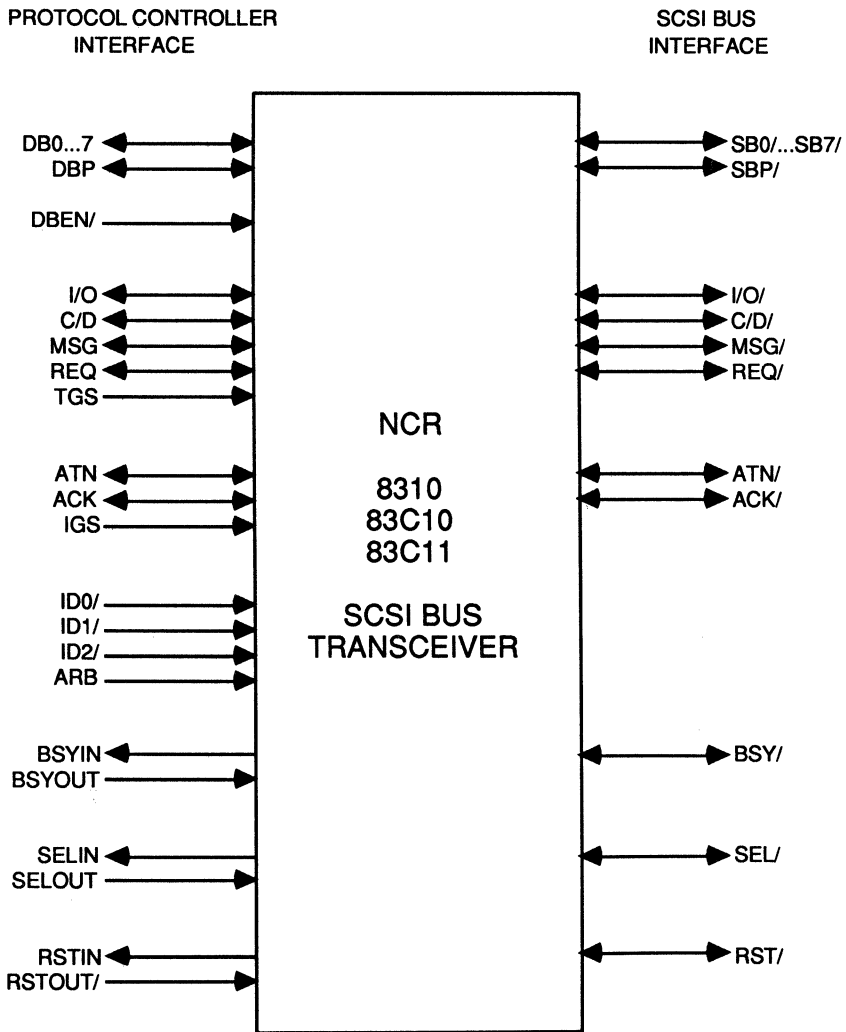 PROTOCOL CONTROLLER
INTERFACE
SCSI BUS
INTERFACE
DB0...7
DBP
DBEN/
I/O
C/D
MSG
REQ
TGS
ATN
ACK
IGS
ID0/
ID1/
ID2/
ARB
BSYIN
BSYOUT
SELIN
SELOUT
RSTIN
RSTOUT/
NCR
8310
83C10
83C11
SCSI BUS
TRANSCEIVER
SB0/...SB7/
SBP/
I/O/
C/D/
MSG/
REQ/
ATN/
ACK/
BSY/
SEL/
RST/